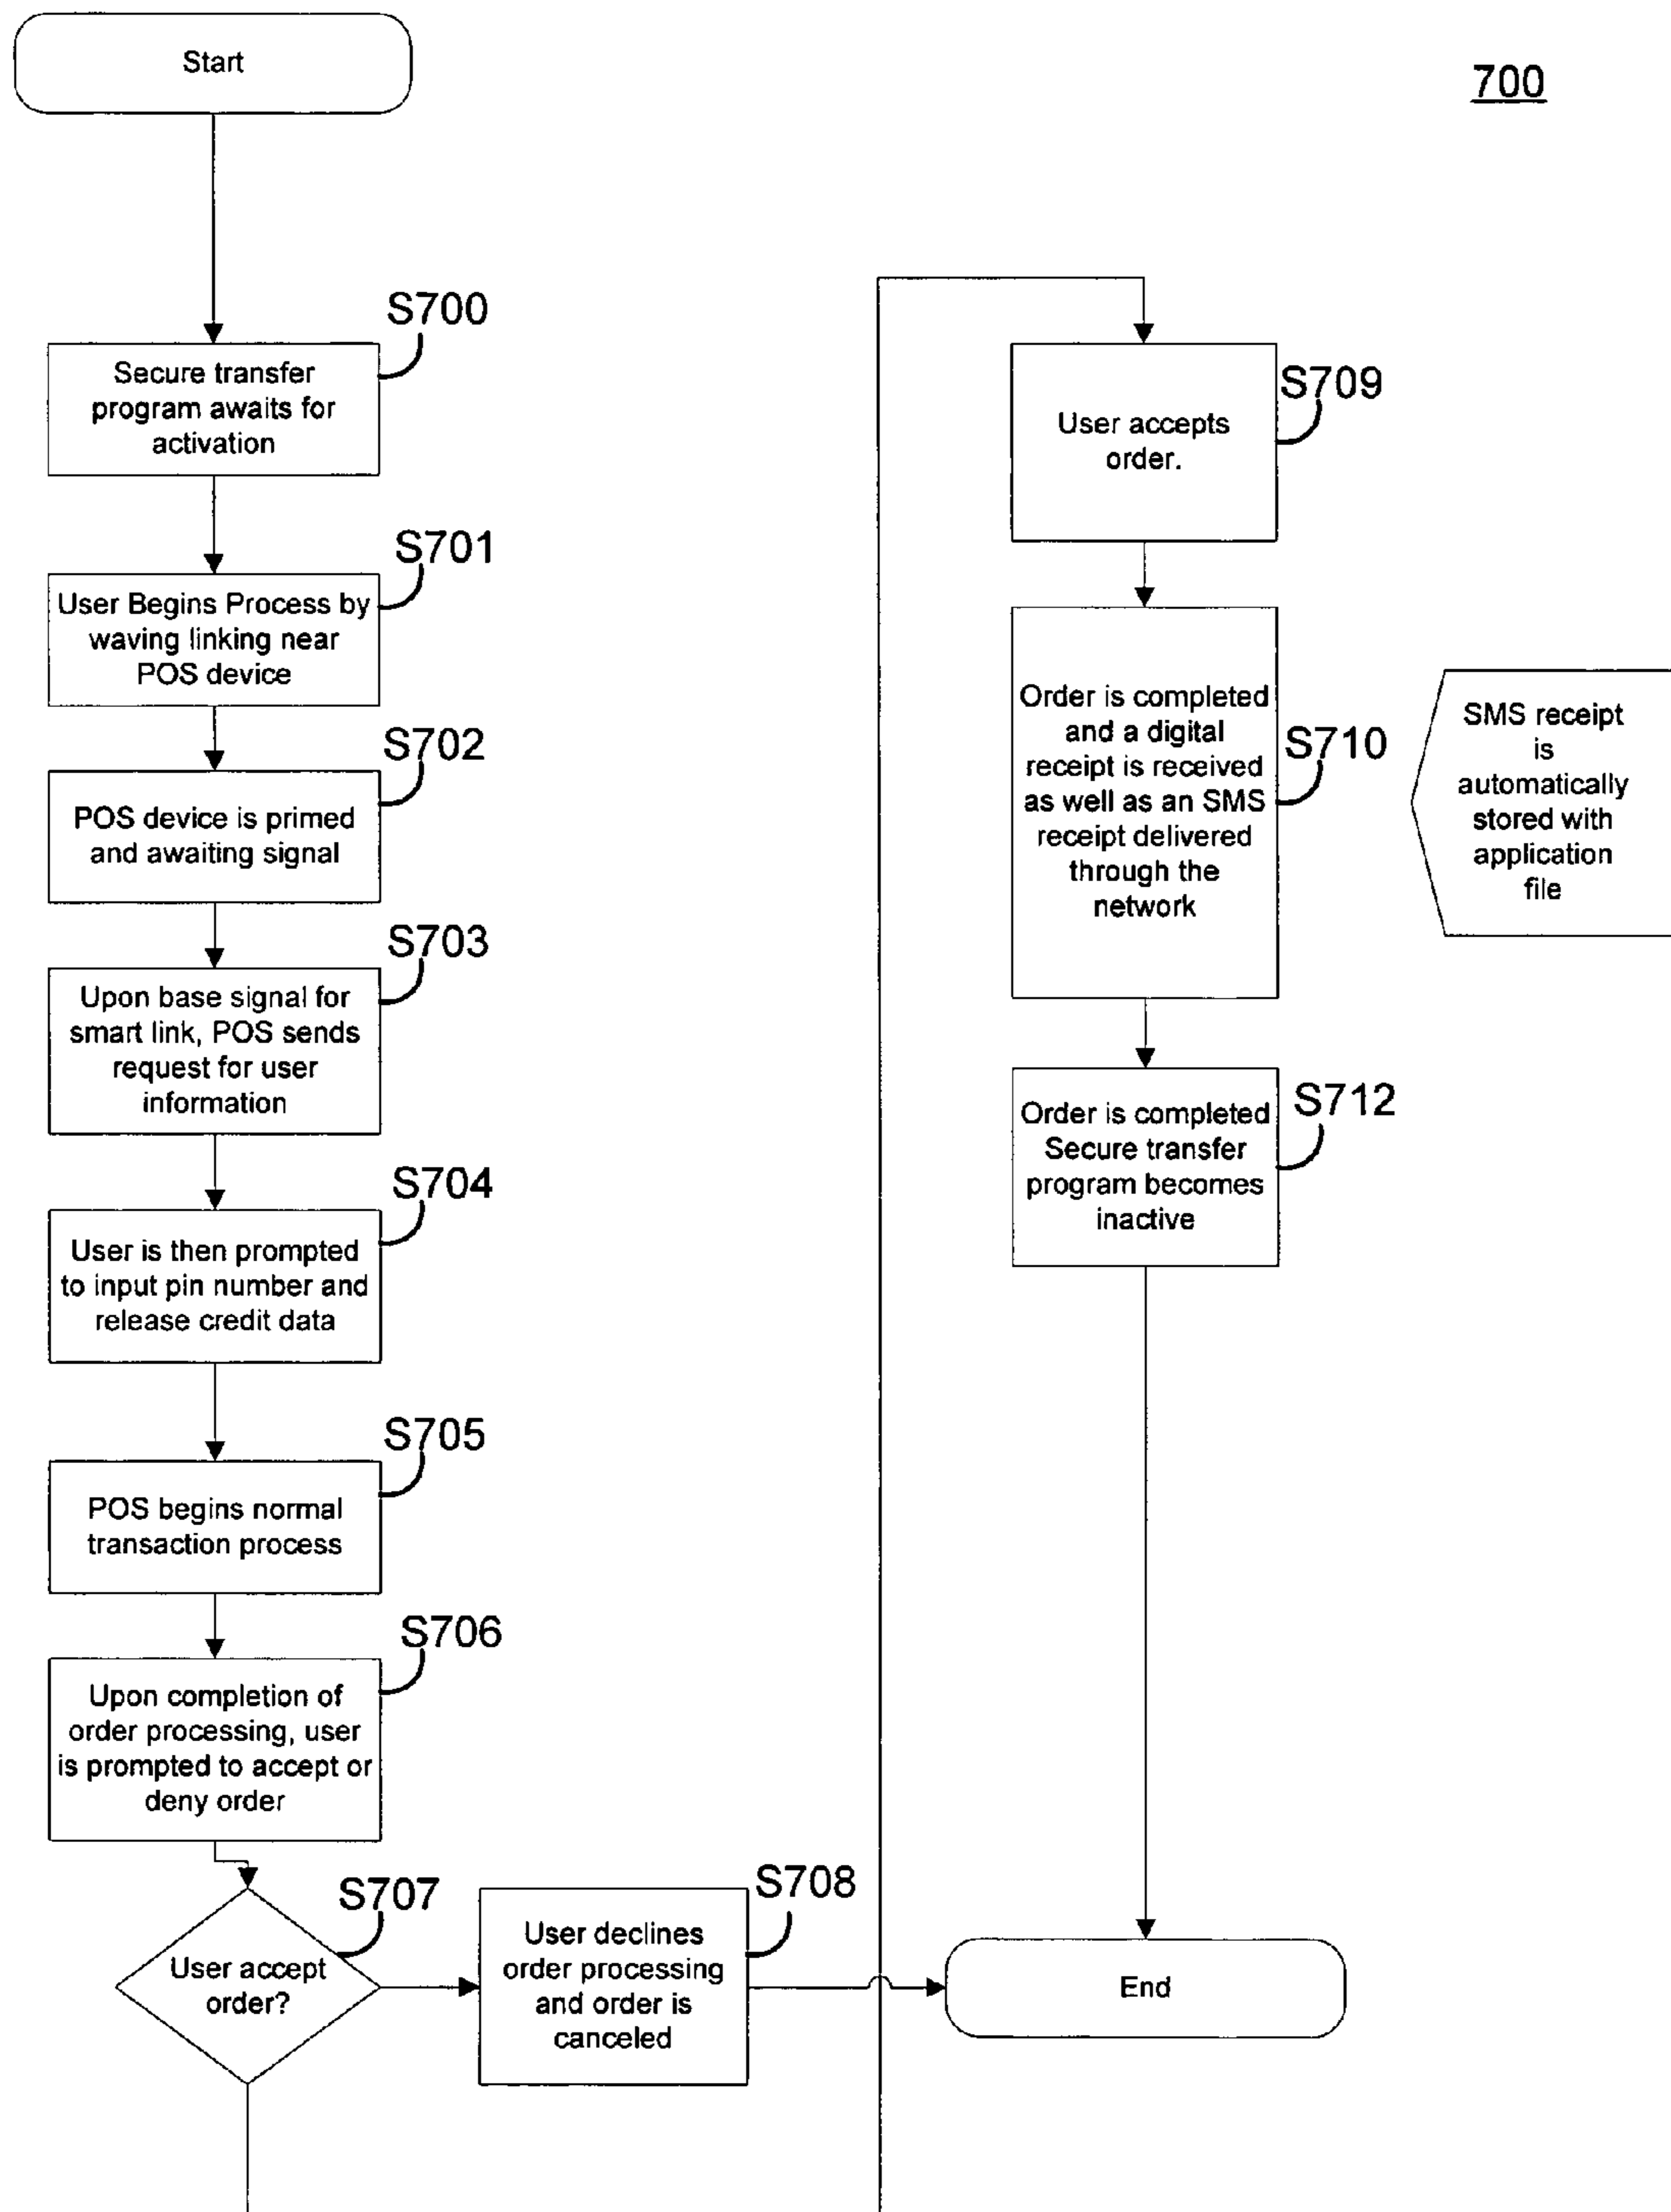 Start
700
S700
Secure transfer
program awaits for
activation
S701
User Begins Process by
waving linking near
POS device
S702
POS device is primed
and awaiting signal
S703
Upon base signal for
smart link, POS sends
request for user
information
S704
User is then prompted
to input pin number and
release credit data
S705
POS begins normal
transaction process
S706
Upon completion of
order processing, user
is prompted to accept or
deny order
S707
User accept
order?
S708
User declines
order processing
and order is
canceled
S709
User accepts
order.
S710
Order is completed
and a digital
receipt is received
as well as an SMS
receipt delivered
through the
network
SMS receipt
is
automatically
stored with
application
file
S712
Order is completed
Secure transfer
program becomes
inactive
End